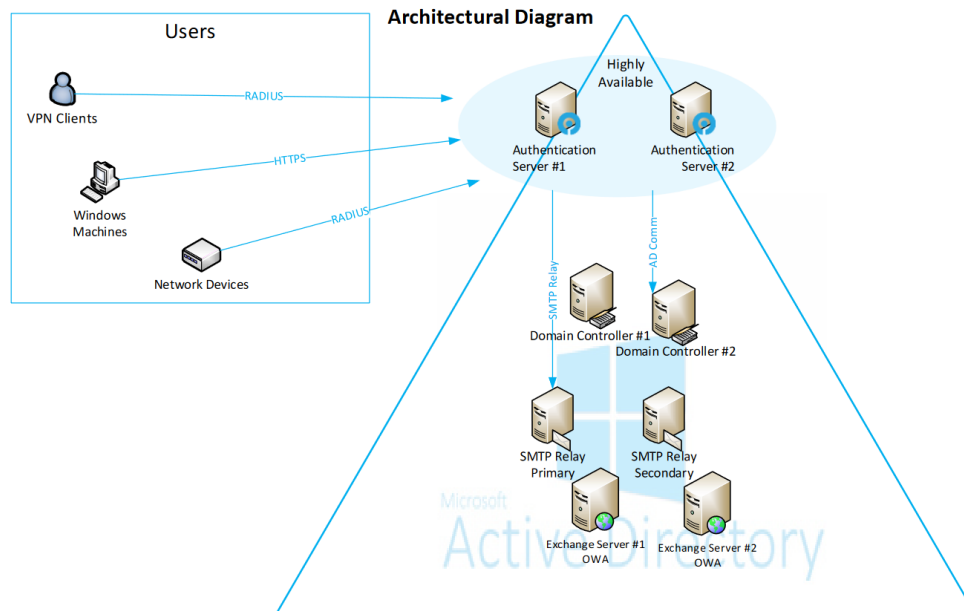 Architectural Diagram
Users
Highly
Available
VPN Clients
RADIUS
Authentication
Server #1
Authentication
Server #2
HTTPS
Windows
Machines
RADIUS
Network Devices
SMTP Relay
AD Comm
Domain Controller #1
Domain Controller #2
SMTP Relay
Primary
SMTP Relay
Secondary
Microsoft
Active Directory
Exchange Server #1
OWA
Exchange Server #2
OWA